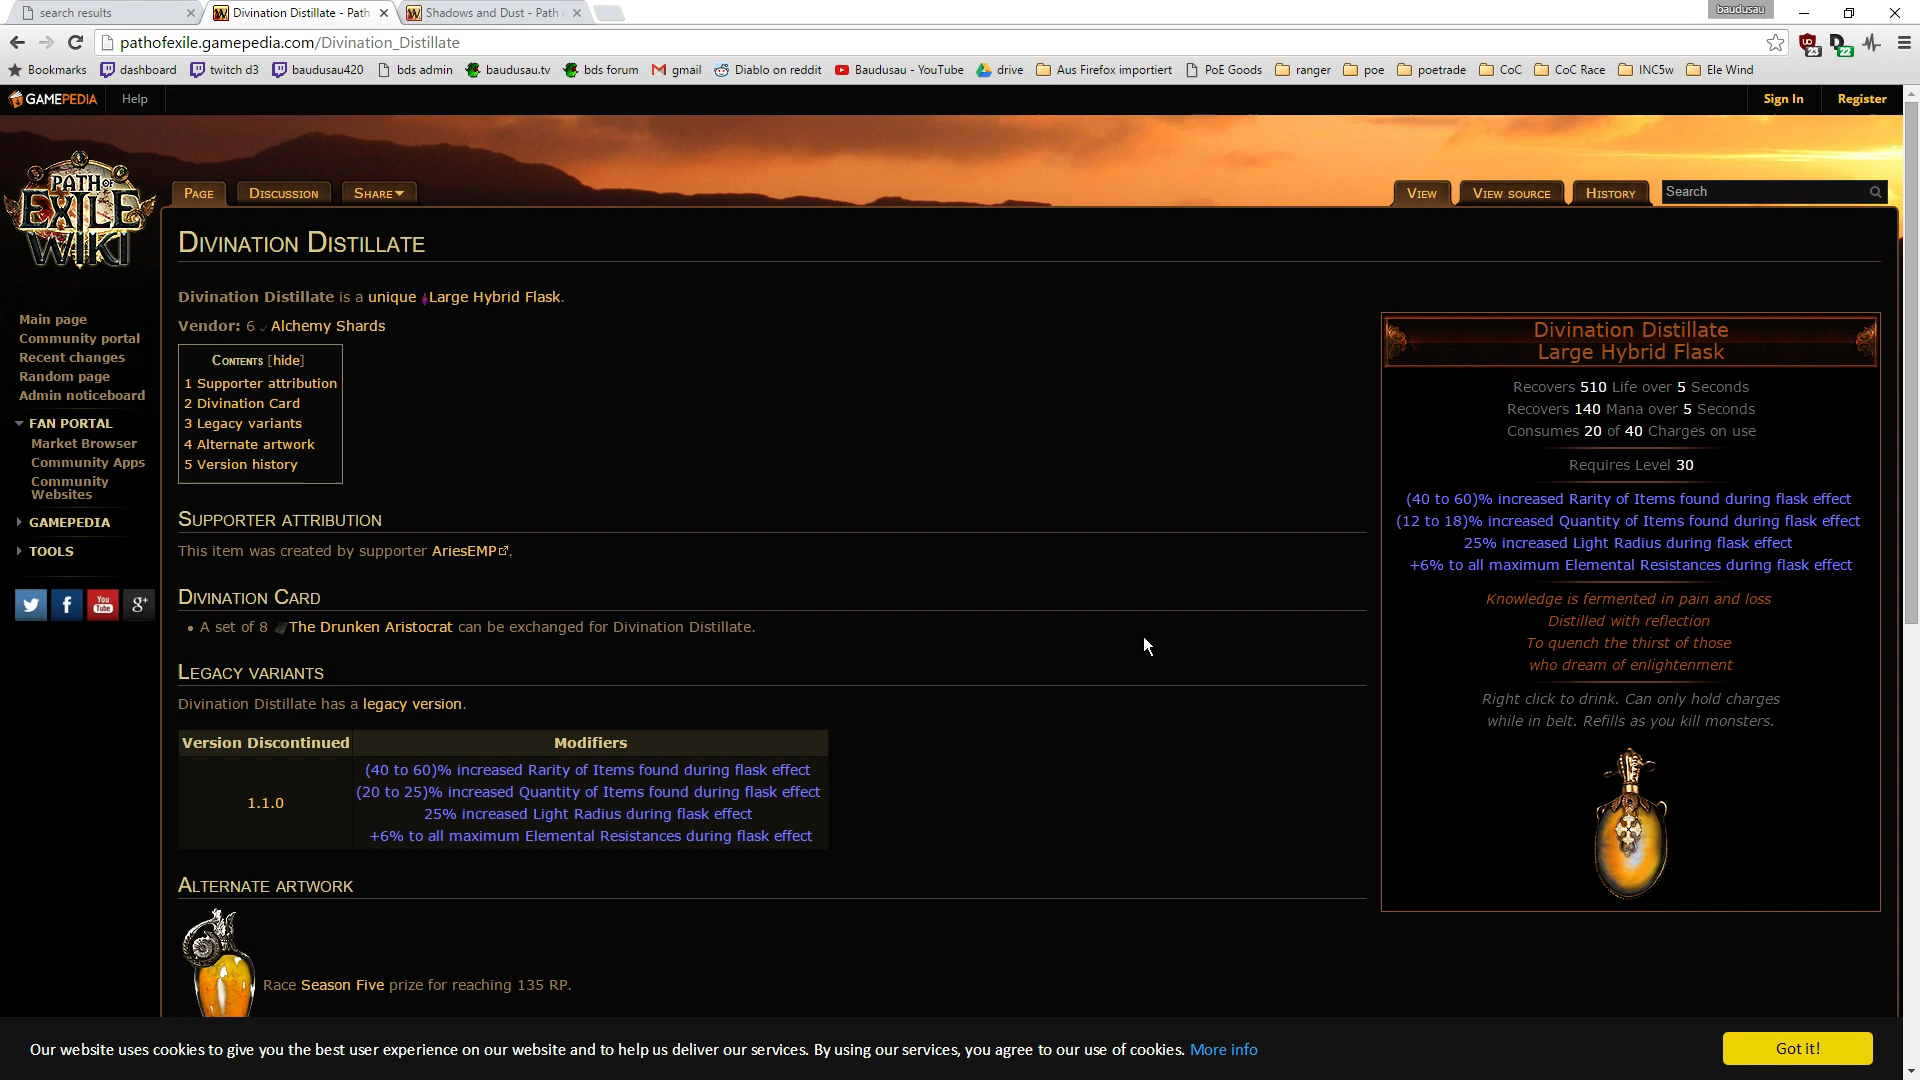 search results
Divination Distillate - Path
Shadows and Dust - Path
baudusau
pathofexile.gamepedia.com/Divination_Distillate
23
22
Bookmarks dashboard twitch d3 baudusau420 bds admin baudusau.tv bds forum gmail Diablo on reddit Baudusau - YouTube drive Aus Firefox importiert PoE Goods ranger poe poetrade CoC CoC Race INC5w Ele Wind
GAMEPEDIA Help Sign In Register
PATH OF EXILE WIKI
PAGE DISCUSSION SHARE VIEW VIEW SOURCE HISTORY Search
Main page
Community portal
Recent changes
Random page
Admin noticeboard
FAN PORTAL
Market Browser
Community Apps
Community Websites
GAMEPEDIA
TOOLS
You Tube
g+
DIVINATION DISTILLATE
Divination Distillate is a unique Large Hybrid Flask.
Vendor: 6 Alchemy Shards
CONTENTS [hide]
1 Supporter attribution
2 Divination Card
3 Legacy variants
4 Alternate artwork
5 Version history
SUPPORTER ATTRIBUTION
This item was created by supporter AriesEMP.
DIVINATION CARD
• A set of 8 The Drunken Aristocrat can be exchanged for Divination Distillate.
LEGACY VARIANTS
Divination Distillate has a legacy version.
Version Discontinued Modifiers
1.1.0
(40 to 60)% increased Rarity of Items found during flask effect
(20 to 25)% increased Quantity of Items found during flask effect
25% increased Light Radius during flask effect
+6% to all maximum Elemental Resistances during flask effect
ALTERNATE ARTWORK
Race Season Five prize for reaching 135 RP.
Divination Distillate
Large Hybrid Flask
Recovers 510 Life over 5 Seconds
Recovers 140 Mana over 5 Seconds
Consumes 20 of 40 Charges on use
Requires Level 30
(40 to 60)% increased Rarity of Items found during flask effect
(12 to 18)% increased Quantity of Items found during flask effect
25% increased Light Radius during flask effect
+6% to all maximum Elemental Resistances during flask effect
Knowledge is fermented in pain and loss
Distilled with reflection
To quench the thirst of those
who dream of enlightenment
Right click to drink. Can only hold charges
while in belt. Refills as you kill monsters.
Our website uses cookies to give you the best user experience on our website and to help us deliver our services. By using our services, you agree to our use of cookies. More info
Got it!